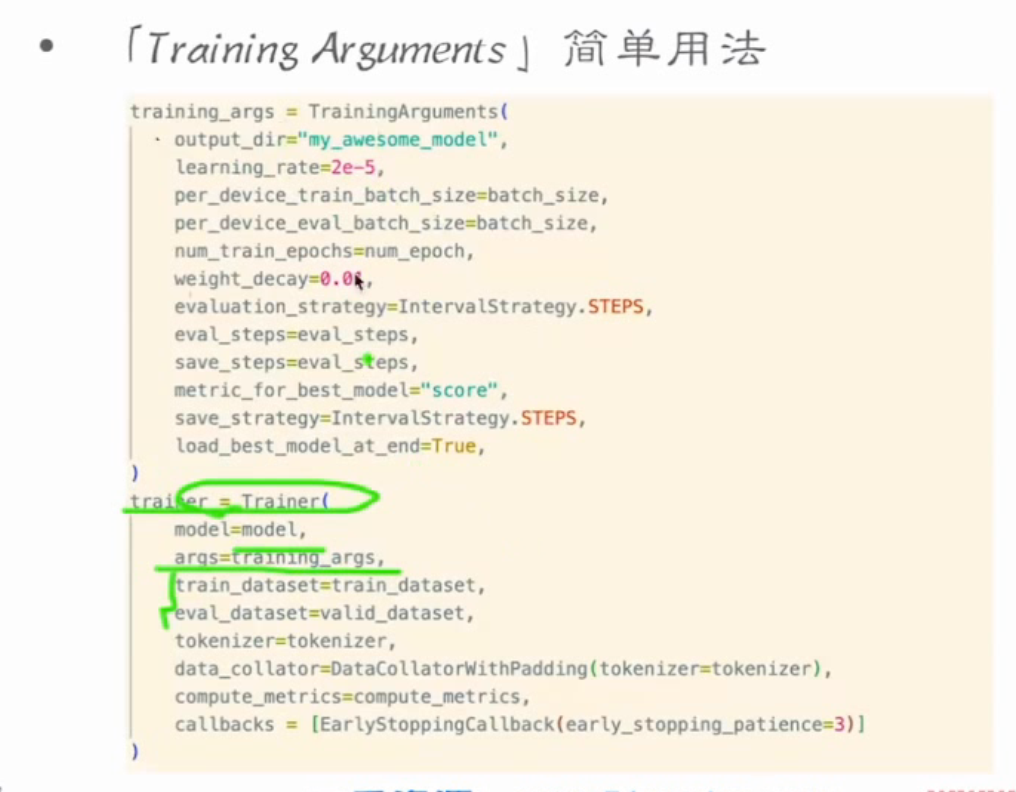 • 「Training Arguments」 简单用法
training_args = TrainingArguments(
output_dir="my_awesome_model",
learning_rate=2e-5,
per_device_train_batch_size=batch_size,
per_device_eval_batch_size=batch_size,
num_train_epochs=num_epoch,
weight_decay=0.01,
evaluation_strategy=IntervalStrategy.STEPS,
eval_steps=eval_steps,
save_steps=eval_steps,
metric_for_best_model="score",
save_strategy=IntervalStrategy.STEPS,
load_best_model_at_end=True,
)
trainer = Trainer(
model=model,
args=training_args,
train_dataset=train_dataset,
eval_dataset=valid_dataset,
tokenizer=tokenizer,
data_collator=DataCollatorWithPadding(tokenizer=tokenizer),
compute_metrics=compute_metrics,
callbacks = [EarlyStoppingCallback(early_stopping_patience=3)]
)